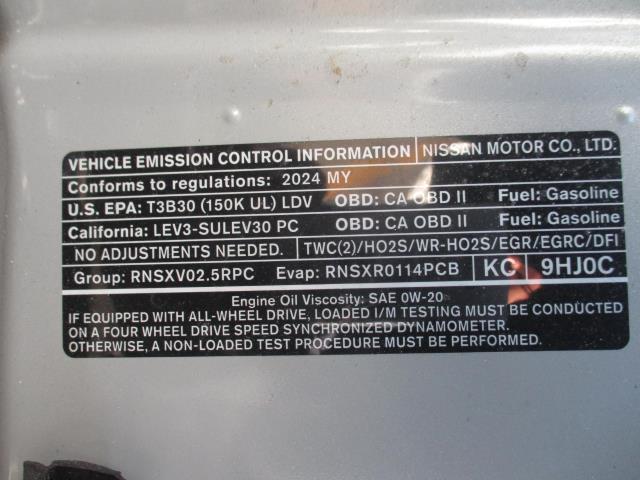 VEHICLE EMISSION CONTROL INFORMATION NISSAN MOTOR CO., LTD.
Conforms to regulations: 2024 MY
U.S. EPA: T3B30 (150K UL) LDV OBD: CA OBD II Fuel: Gasoline
California: LEV3-SULEV30 PC OBD: CA OBD II Fuel: Gasoline
NO ADJUSTMENTS NEEDED. TWC(2)/HO2S/WR-HO2S/EGR/EGRC/DFI
Group: RNSXV02.5RPC Evap: RNSXR0114PCB KC 9HJ0C
Engine Oil Viscosity: SAE 0W-20
IF EQUIPPED WITH ALL-WHEEL DRIVE, LOADED I/M TESTING MUST BE CONDUCTED
ON A FOUR WHEEL DRIVE SPEED SYNCHRONIZED DYNAMOMETER.
OTHERWISE, A NON-LOADED TEST PROCEDURE MUST BE PERFORMED.